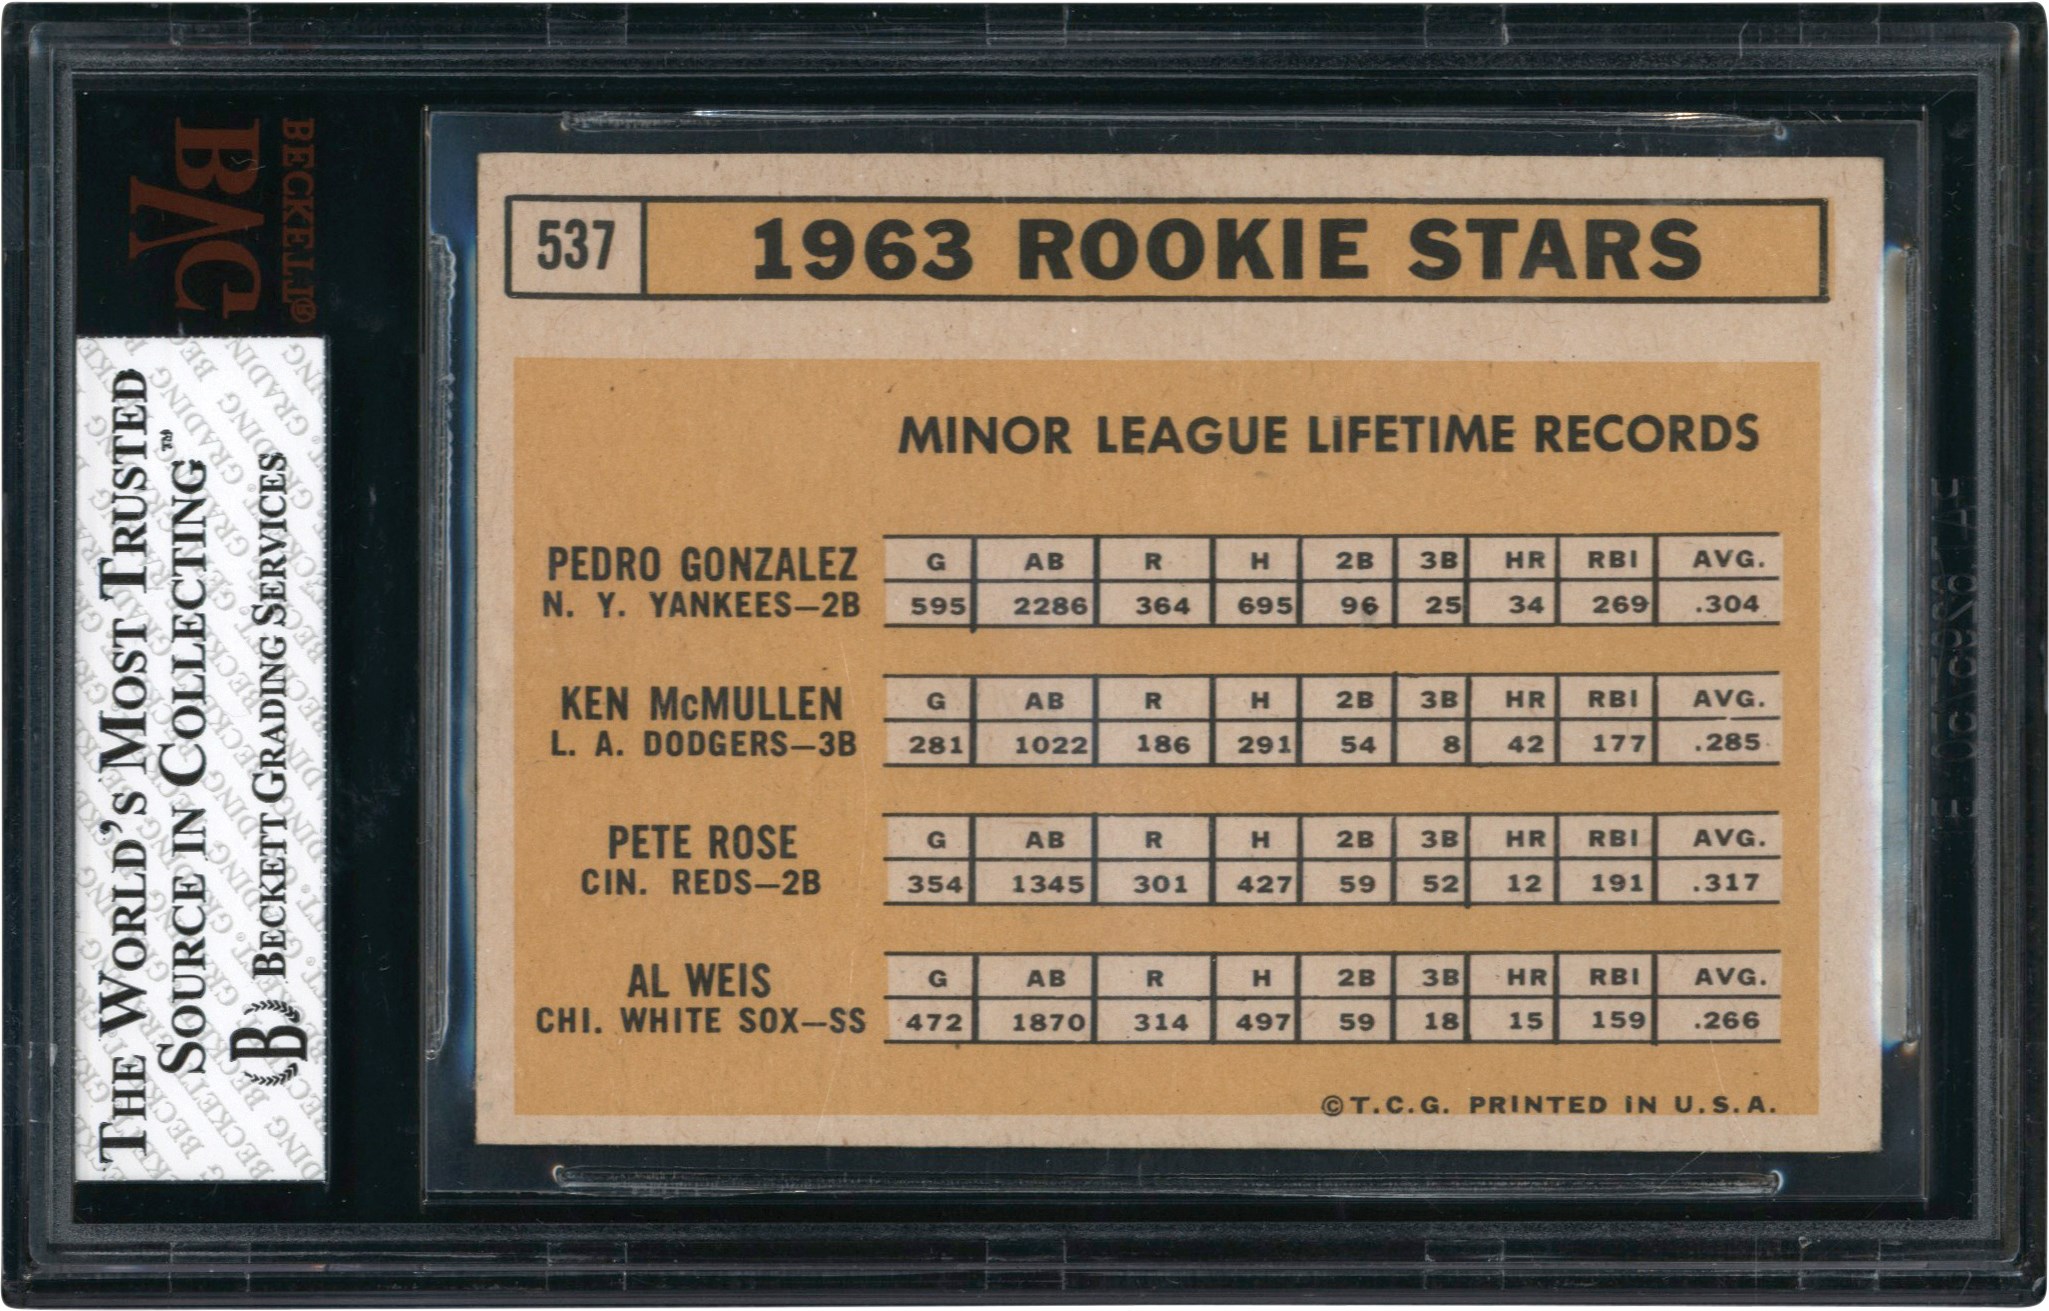 BECKETT®
BVG
THE WORLD'S MOST TRUSTED
SOURCE IN COLLECTING™
BECKETT GRADING SERVICES
B
537
1963 ROOKIE STARS
MINOR LEAGUE LIFETIME RECORDS
PEDRO GONZALEZ G AB R H 2B 3B HR RBI AVG.
N. Y. YANKEES—2B 595 2286 364 695 96 25 34 269 .304
KEN McMULLEN G AB R H 2B 3B HR RBI AVG.
L. A. DODGERS—3B 281 1022 186 291 54 8 42 177 .285
PETE ROSE G AB R H 2B 3B HR RBI AVG.
CIN. REDS—2B 354 1345 301 427 59 52 12 191 .317
AL WEIS G AB R H 2B 3B HR RBI AVG.
CHI. WHITE SOX—SS 472 1870 314 497 59 18 15 159 .266
©T.C.G. PRINTED IN U.S.A.